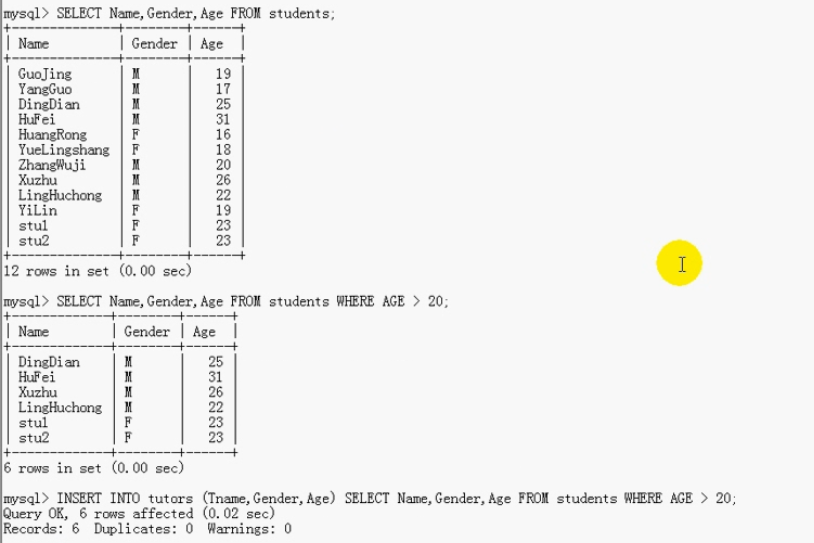 mysql> SELECT Name,Gender,Age FROM students;
+--------------+--------+------+
| Name         | Gender | Age  |
+--------------+--------+------+
| GuoJing      | M      |   19 |
| YangGuo      | M      |   17 |
| DingDian     | M      |   25 |
| HuFei        | M      |   31 |
| HuangRong    | F      |   16 |
| YueLingshang | F      |   18 |
| ZhangWuji    | M      |   20 |
| Xuzhu        | M      |   26 |
| LingHuchong  | M      |   22 |
| YiLin        | F      |   19 |
| stu1         | F      |   23 |
| stu2         | F      |   23 |
+--------------+--------+------+
12 rows in set (0.00 sec)
mysql> SELECT Name,Gender,Age FROM students WHERE AGE > 20;
+-------------+--------+------+
| Name        | Gender | Age  |
+-------------+--------+------+
| DingDian    | M      |   25 |
| HuFei       | M      |   31 |
| Xuzhu       | M      |   26 |
| LingHuchong | M      |   22 |
| stu1        | F      |   23 |
| stu2        | F      |   23 |
+-------------+--------+------+
6 rows in set (0.00 sec)
mysql> INSERT INTO tutors (Tname,Gender,Age) SELECT Name,Gender,Age FROM students WHERE AGE > 20;
Query OK, 6 rows affected (0.02 sec)
Records: 6  Duplicates: 0  Warnings: 0